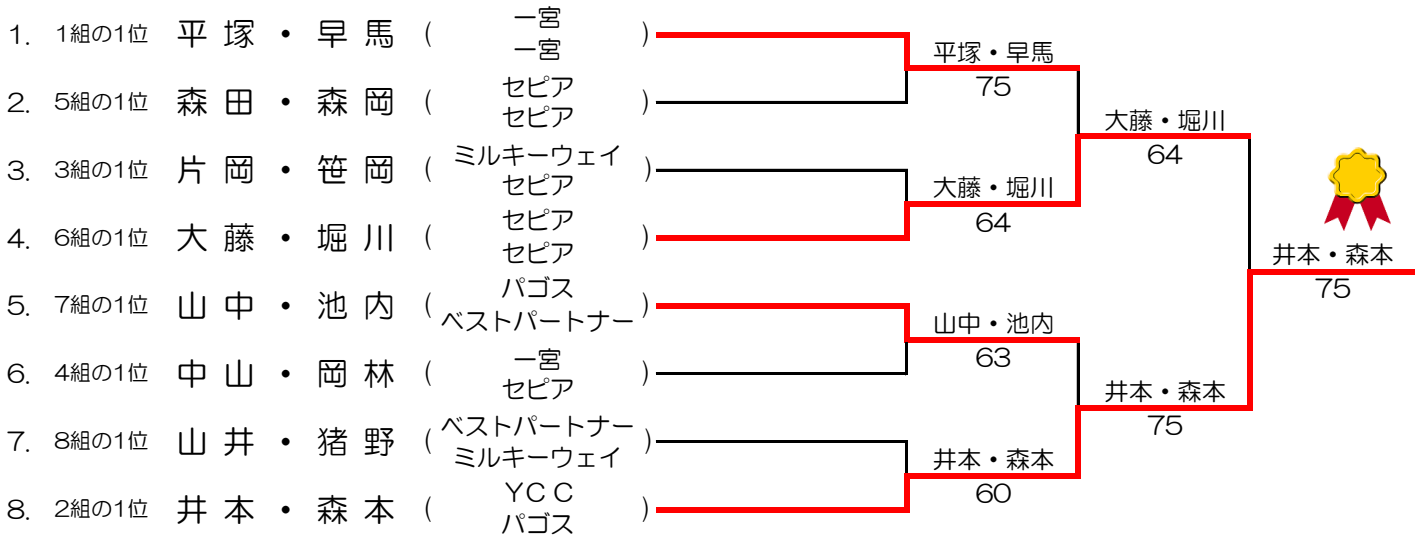 1. 1組の1位 平塚・早馬 ( 一宮 一宮 )
2. 5組の1位 森田・森岡 ( セピア セピア )
3. 3組の1位 片岡・笹岡 ( ミルキーウェイ セピア )
4. 6組の1位 大藤・堀川 ( セピア セピア )
5. 7組の1位 山中・池内 ( パゴス ベストパートナー )
6. 4組の1位 中山・岡林 ( 一宮 セピア )
7. 8組の1位 山井・猪野 ( ベストパートナー ミルキーウェイ )
8. 2組の1位 井本・森本 ( YCC パゴス )
平塚・早馬
75
大藤・堀川
64
山中・池内
63
井本・森本
60
大藤・堀川
64
井本・森本
75
井本・森本
75